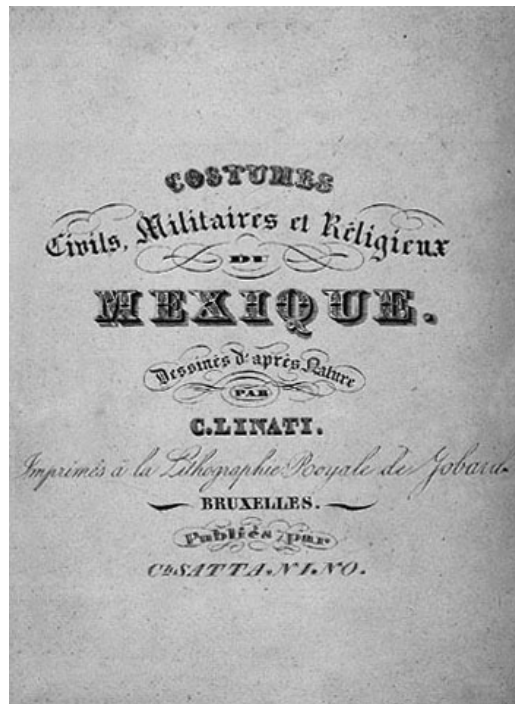 COSTUMES
Civils, Militaires et Réligieux
DU
MEXIQUE.
Dessinés d'après Nature
PAR
C. LINATI.
Imprimés à la Lithographie Royale de Jobard.
BRUXELLES.
Publiés par
Ch. SATTANINO.